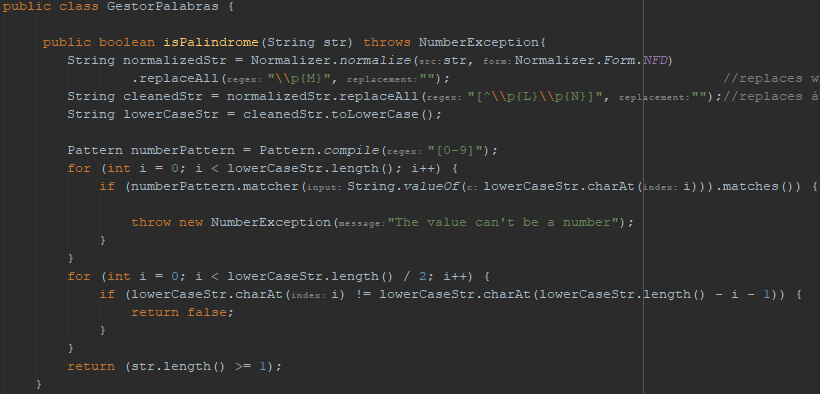 public class GestorPalabras {
public boolean isPalindrome(String str) throws NumberException{
String normalizedStr = Normalizer.normalize(src: str, form: Normalizer.Form.NFD)
.replaceAll(regex: "\\p{M}", replacement: ""); //replaces w
String cleanedStr = normalizedStr.replaceAll(regex: "[^\\p{L}\\p{N}]", replacement: "");//replaces á
String lowerCaseStr = cleanedStr.toLowerCase();
Pattern numberPattern = Pattern.compile(regex: "[0-9]");
for (int i = 0; i < lowerCaseStr.length(); i++) {
if (numberPattern.matcher(input: String.valueOf(c: lowerCaseStr.charAt(index: i))).matches()) {
throw new NumberException(message: "The value can't be a number");
}
}
for (int i = 0; i < lowerCaseStr.length() / 2; i++) {
if (lowerCaseStr.charAt(index: i) != lowerCaseStr.charAt(lowerCaseStr.length() - i - 1)) {
return false;
}
}
return (str.length() >= 1);
}